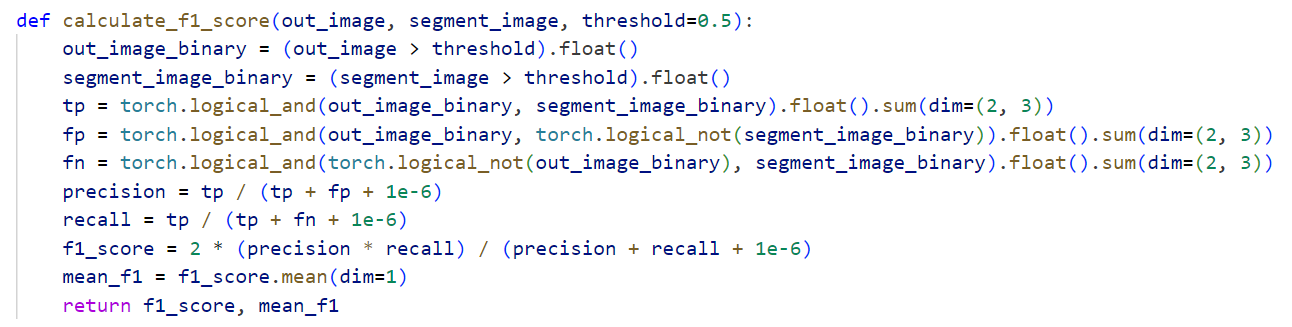 def calculate_f1_score(out_image, segment_image, threshold=0.5):
    out_image_binary = (out_image > threshold).float()
    segment_image_binary = (segment_image > threshold).float()
    tp = torch.logical_and(out_image_binary, segment_image_binary).float().sum(dim=(2, 3))
    fp = torch.logical_and(out_image_binary, torch.logical_not(segment_image_binary)).float().sum(dim=(2, 3))
    fn = torch.logical_and(torch.logical_not(out_image_binary), segment_image_binary).float().sum(dim=(2, 3))
    precision = tp / (tp + fp + 1e-6)
    recall = tp / (tp + fn + 1e-6)
    f1_score = 2 * (precision * recall) / (precision + recall + 1e-6)
    mean_f1 = f1_score.mean(dim=1)
    return f1_score, mean_f1